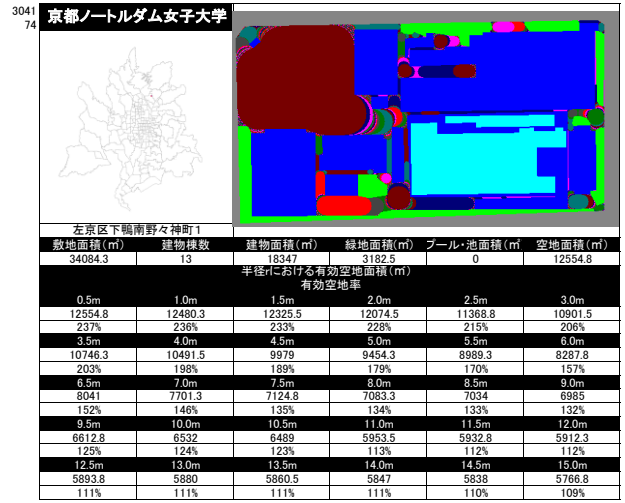 3041
74
京都ノートルダム女子大学
左京区下鴨南野々神町1
敷地面積(㎡) 建物棟数 建物面積(㎡) 緑地面積(㎡) プール・池面積(㎡ 空地面積(㎡)
34084.3 13 18347 3182.5 0 12554.8
半径rにおける有効空地面積(㎡)
有効空地率
0.5m 1.0m 1.5m 2.0m 2.5m 3.0m
12554.8 12480.3 12325.5 12074.5 11368.8 10901.5
237% 236% 233% 228% 215% 206%
3.5m 4.0m 4.5m 5.0m 5.5m 6.0m
10746.3 10491.5 9979 9454.3 8989.3 8287.8
203% 198% 189% 179% 170% 157%
6.5m 7.0m 7.5m 8.0m 8.5m 9.0m
8041 7701.3 7124.8 7083.3 7034 6985
152% 146% 135% 134% 133% 132%
9.5m 10.0m 10.5m 11.0m 11.5m 12.0m
6612.8 6532 6489 5953.5 5932.8 5912.3
125% 124% 123% 113% 112% 112%
12.5m 13.0m 13.5m 14.0m 14.5m 15.0m
5893.8 5880 5860.5 5847 5838 5766.8
111% 111% 111% 111% 110% 109%